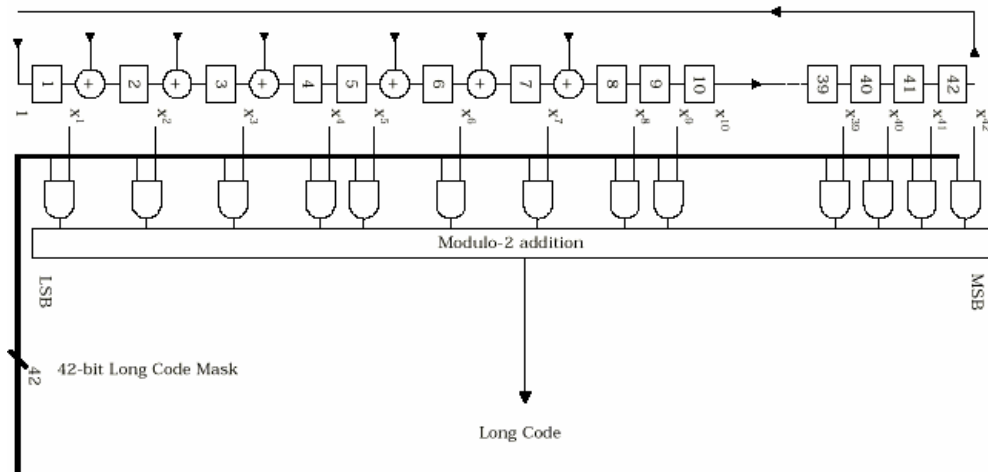 1 + 2 + 3 + 4 5 + 6 + 7 + 8 9 10 39 40 41 42
1 x¹ x² x³ x⁴ x⁵ x⁶ x⁷ x⁸ x⁹ x¹⁰ x³⁹ x⁴⁰ x⁴¹ x⁴²
Modulo-2 addition
LSB MSB
42 42-bit Long Code Mask
Long Code